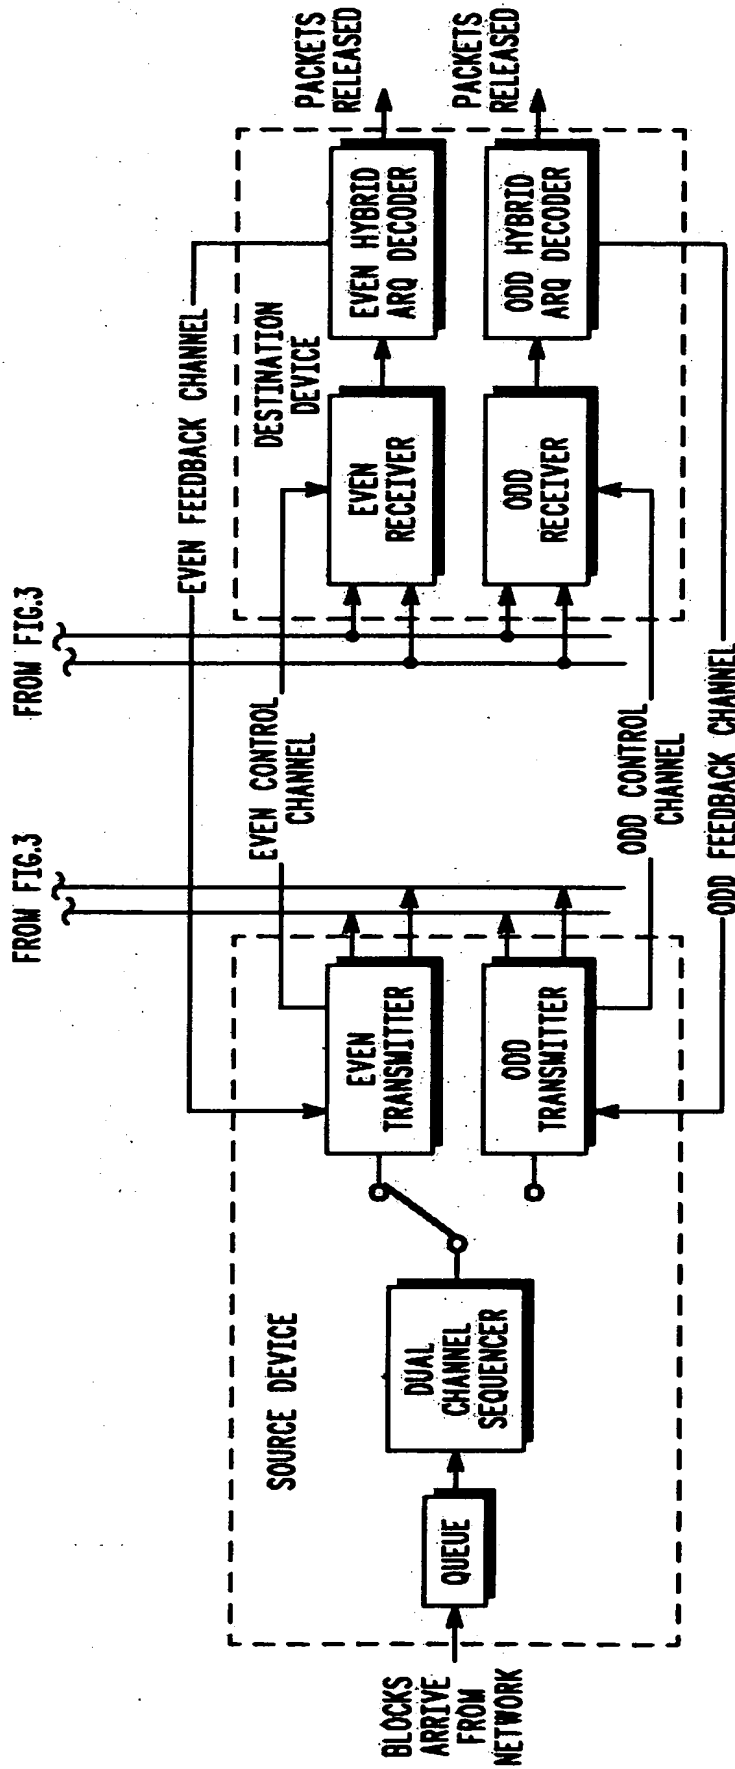 FROM FIG.3
FROM FIG.3
EVEN FEEDBACK CHANNEL
SOURCE DEVICE
EVEN CONTROL
CHANNEL
DESTINATION
DEVICE
PACKETS
RELEASED
BLOCKS
ARRIVE
FROM
NETWORK
QUEUE
DUAL
CHANNEL
SEQUENCER
EVEN
TRANSMITTER
EVEN
RECEIVER
EVEN HYBRID
ARQ DECODER
PACKETS
RELEASED
ODD
TRANSMITTER
ODD
RECEIVER
ODD HYBRID
ARQ DECODER
ODD CONTROL
CHANNEL
ODD FEEDBACK CHANNEL